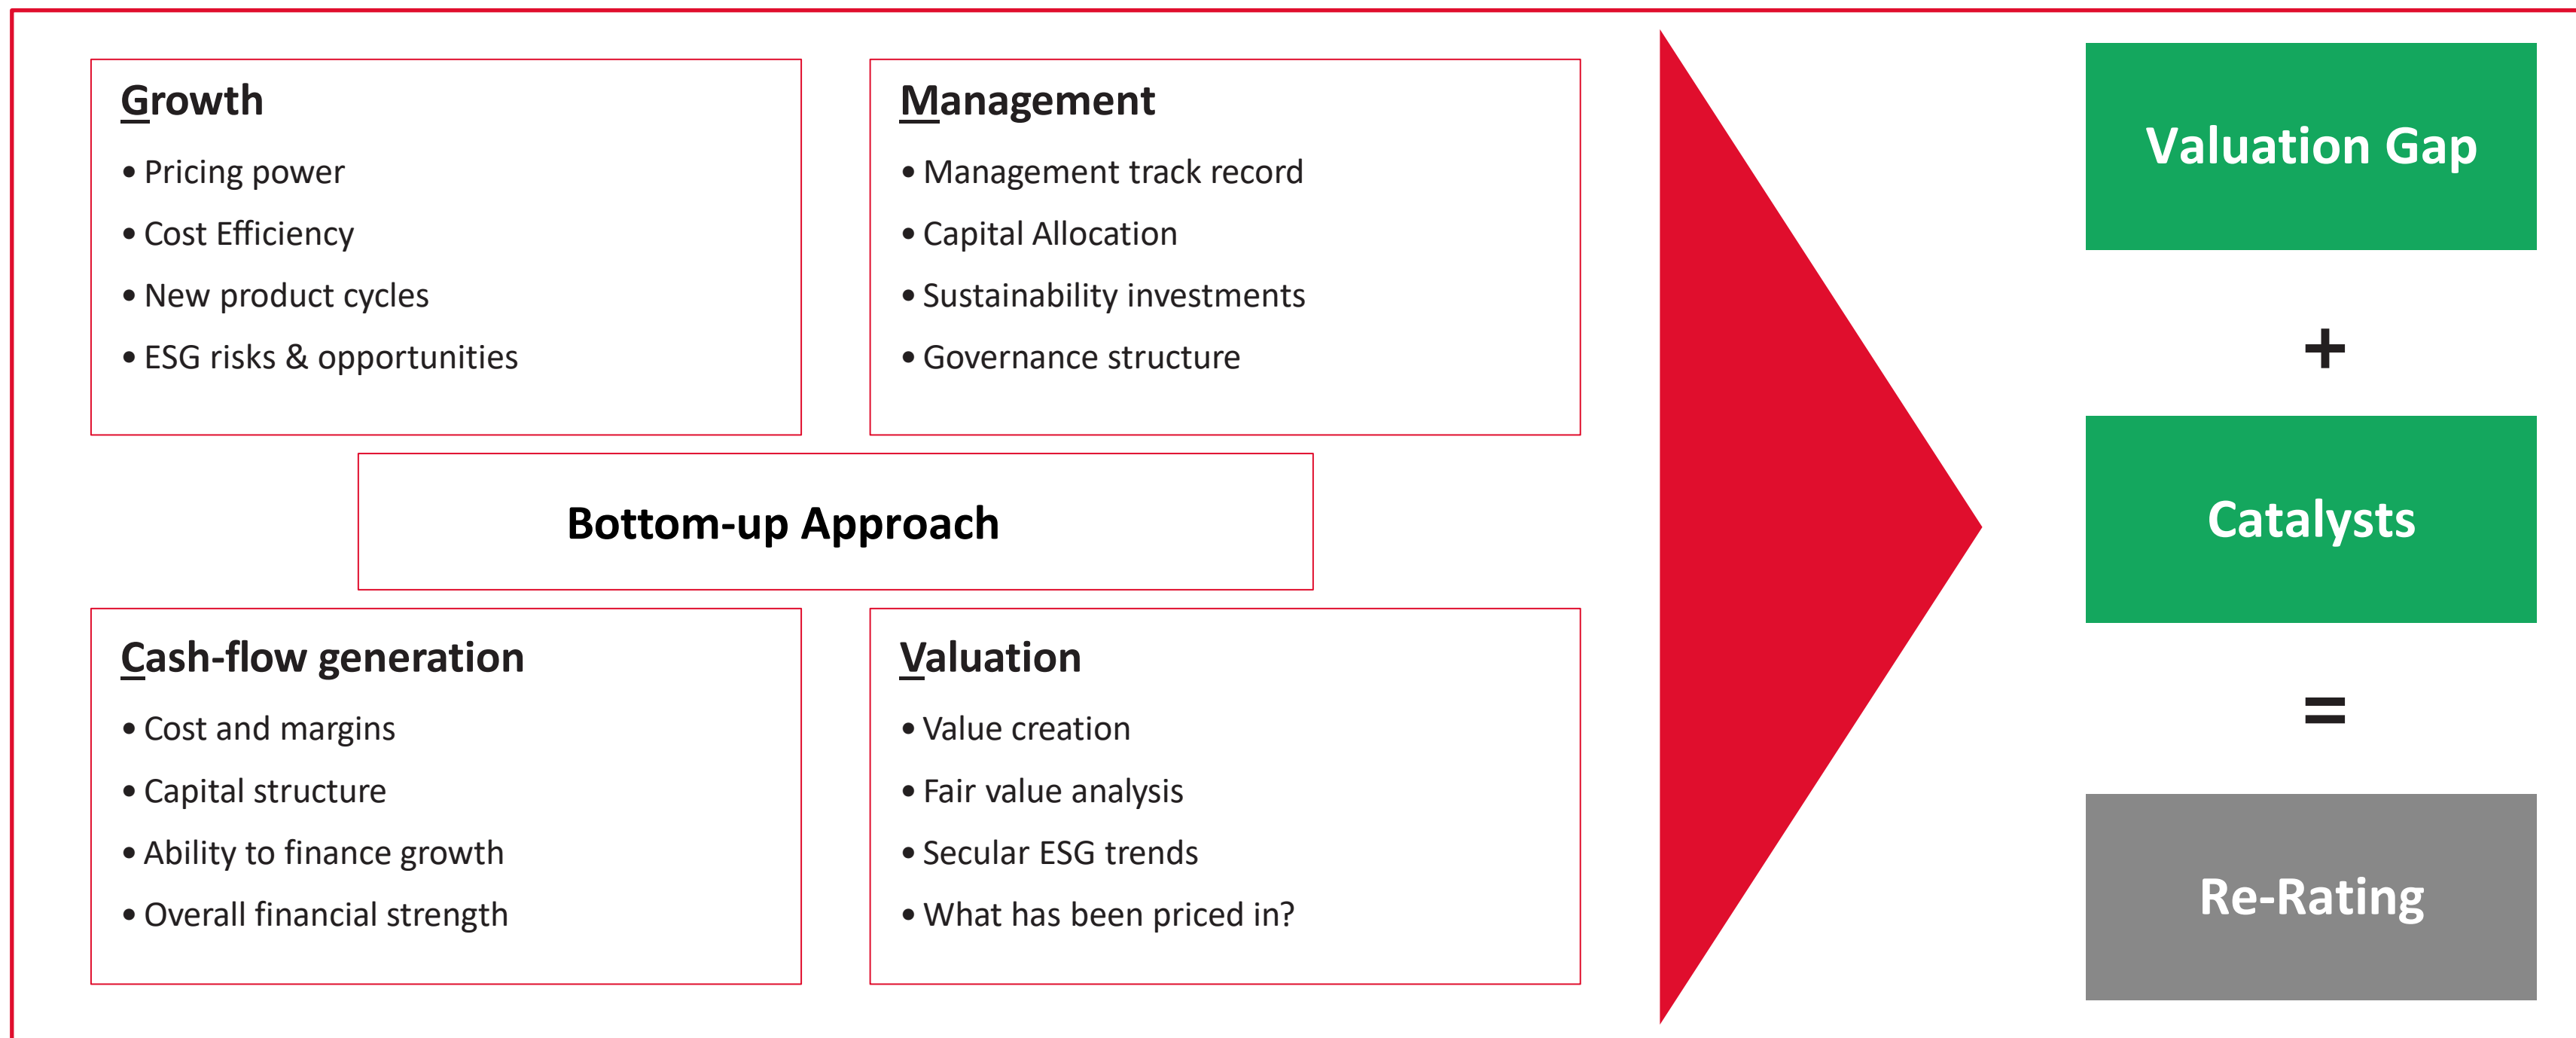 Growth
• Pricing power
• Cost Efficiency
• New product cycles
• ESG risks & opportunities
Management
• Management track record
• Capital Allocation
• Sustainability investments
• Governance structure
Bottom-up Approach
Cash-flow generation
• Cost and margins
• Capital structure
• Ability to finance growth
• Overall financial strength
Valuation
• Value creation
• Fair value analysis
• Secular ESG trends
• What has been priced in?
Valuation Gap
+
Catalysts
=
Re-Rating